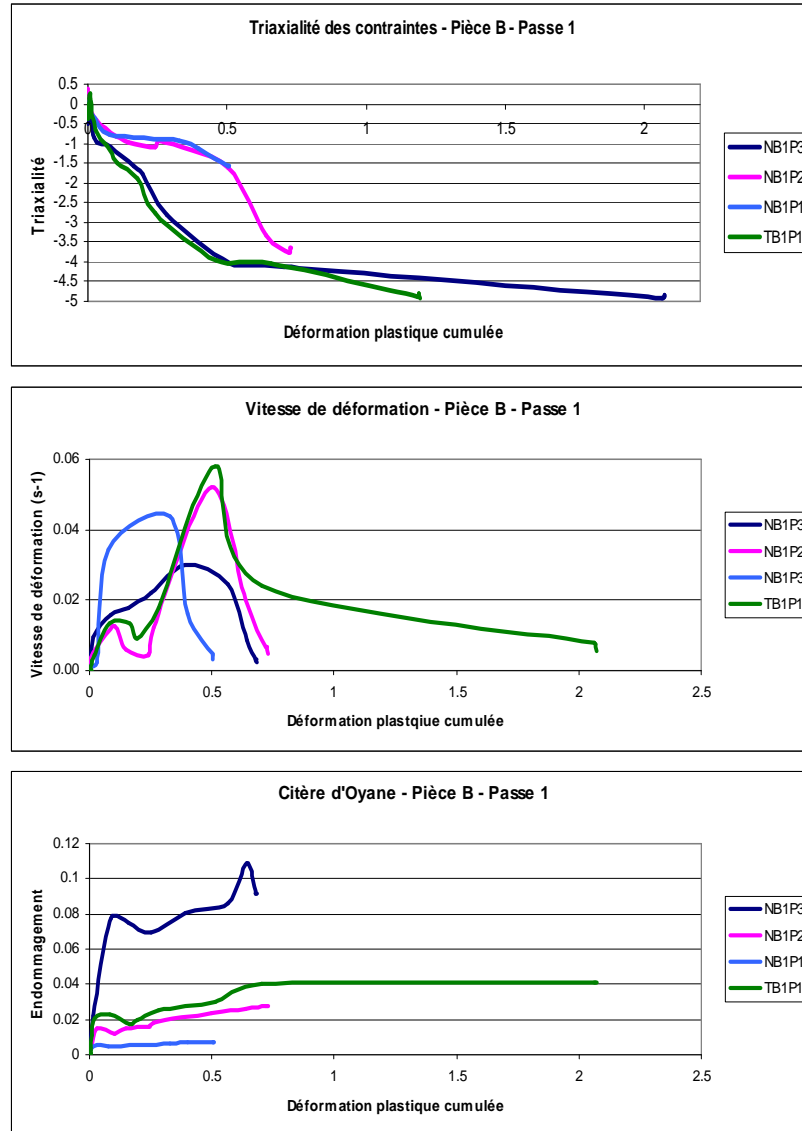 Triaxialité des contraintes - Pièce B - Passe 1
0.5
0
-0.5
-1
-1.5
-2
-2.5
-3
-3.5
-4
-4.5
-5
0
0.5
1
1.5
2
Triaxialité
Déformation plastique cumulée
NB1P3
NB1P2
NB1P1
TB1P1
Vitesse de déformation - Pièce B - Passe 1
0.06
0.04
0.02
0.00
0
0.5
1
1.5
2
2.5
Vitesse de déformation (s-1)
Déformation plastqiue cumulée
NB1P3
NB1P2
NB1P3
TB1P1
Citère d'Oyane - Pièce B - Passe 1
0.12
0.1
0.08
0.06
0.04
0.02
0
0
0.5
1
1.5
2
2.5
Endommagement
Déformation plastique cumulée
NB1P3
NB1P2
NB1P1
TB1P1